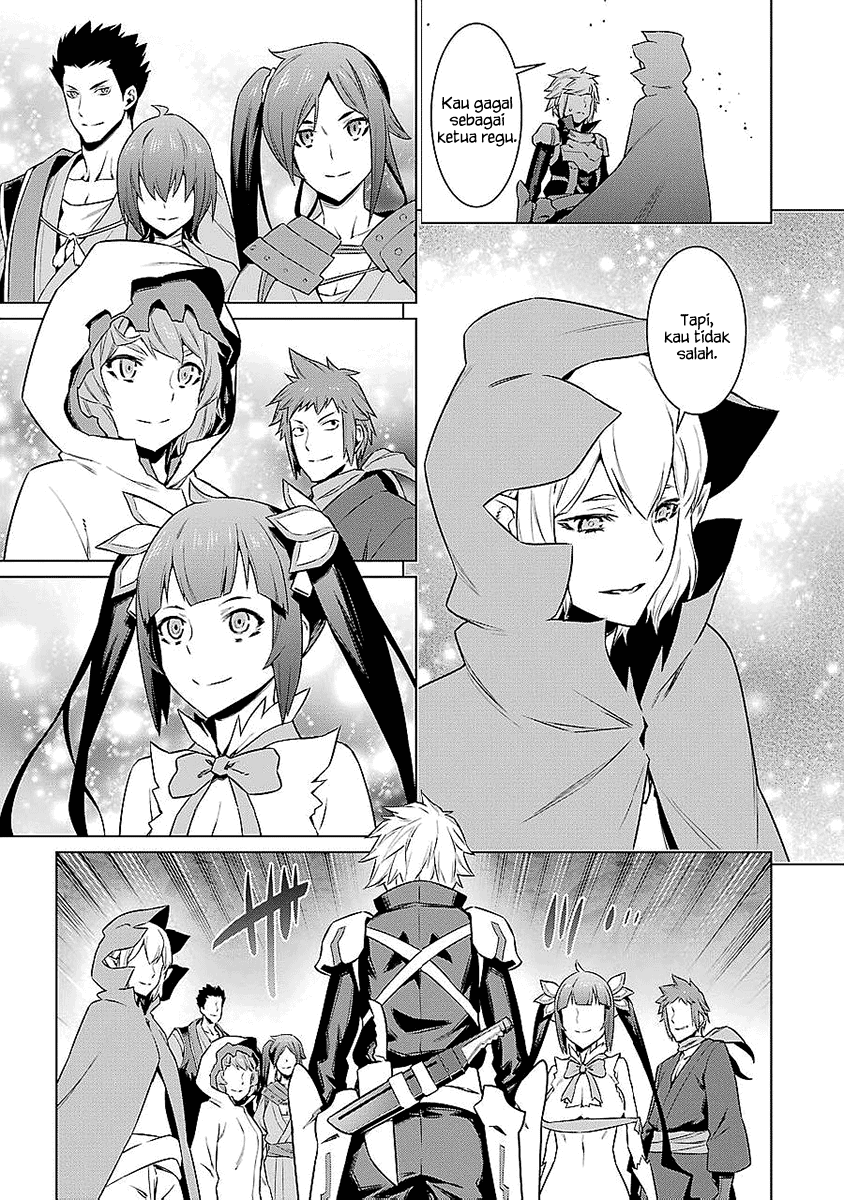 Kau gagal
sebagai
ketua regu.
Tapi,
kau tidak
salah.